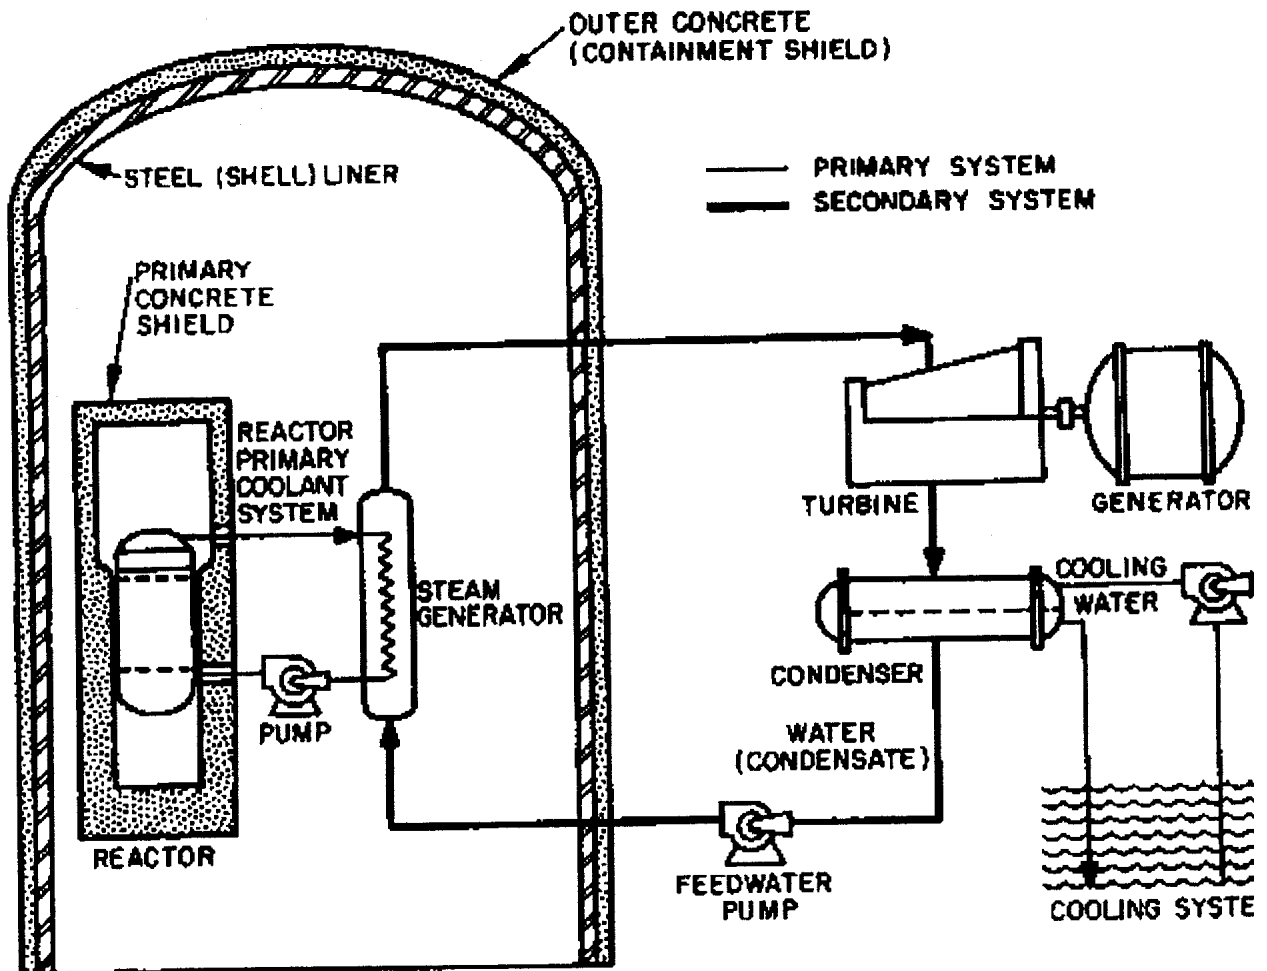 OUTER CONCRETE
(CONTAINMENT SHIELD)
STEEL (SHELL) LINER
PRIMARY SYSTEM
SECONDARY SYSTEM
PRIMARY
CONCRETE
SHIELD
REACTOR
PRIMARY
COOLANT
SYSTEM
TURBINE
GENERATOR
STEAM
GENERATOR
COOLING
WATER
CONDENSER
PUMP
WATER
(CONDENSATE)
REACTOR
FEEDWATER
PUMP
COOLING SYSTE